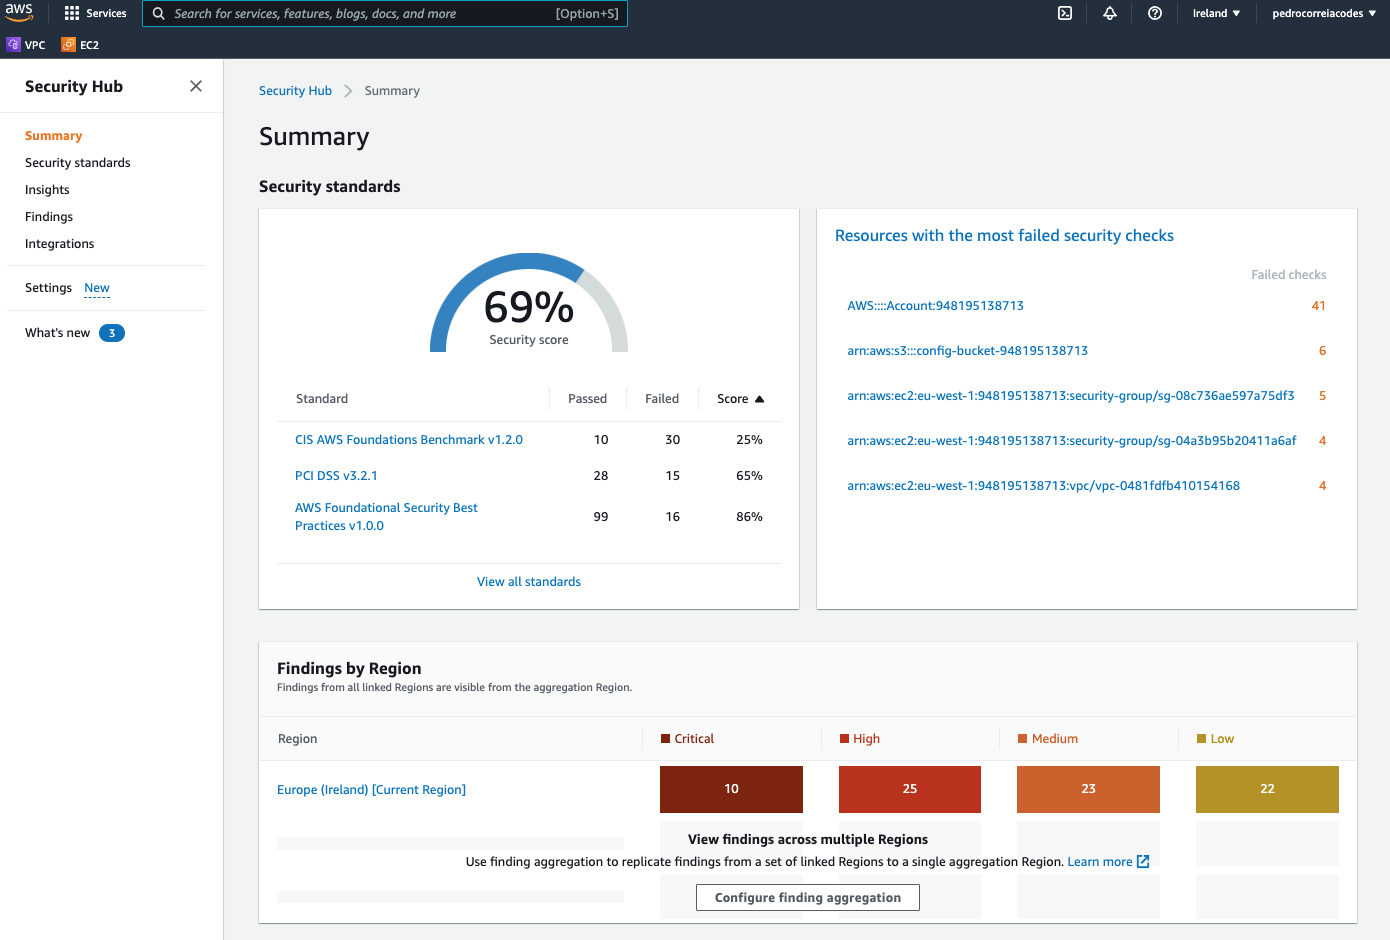 aws
Services
Search for services, features, blogs, docs, and more
[Option+S]
Ireland
pedrocorreiacodes
VPC
EC2
Security Hub
Summary
Security standards
Insights
Findings
Integrations
Settings New
What's new 3
Security Hub
Summary
Summary
Security standards
69%
Security score
Standard Passed Failed Score
CIS AWS Foundations Benchmark v1.2.0 10 30 25%
PCI DSS v3.2.1 28 15 65%
AWS Foundational Security Best
Practices v1.0.0 99 16 86%
View all standards
Resources with the most failed security checks
Failed checks
AWS::::Account:948195138713 41
arn:aws:s3:::config-bucket-948195138713 6
arn:aws:ec2:eu-west-1:948195138713:security-group/sg-08c736ae597a75df3 5
arn:aws:ec2:eu-west-1:948195138713:security-group/sg-04a3b95b20411a6af 4
arn:aws:ec2:eu-west-1:948195138713:vpc/vpc-0481fdfb410154168 4
Findings by Region
Findings from all linked Regions are visible from the aggregation Region.
Region Critical High Medium Low
Europe (Ireland) [Current Region] 10 25 23 22
View findings across multiple Regions
Use finding aggregation to replicate findings from a set of linked Regions to a single aggregation Region. Learn more
Configure finding aggregation